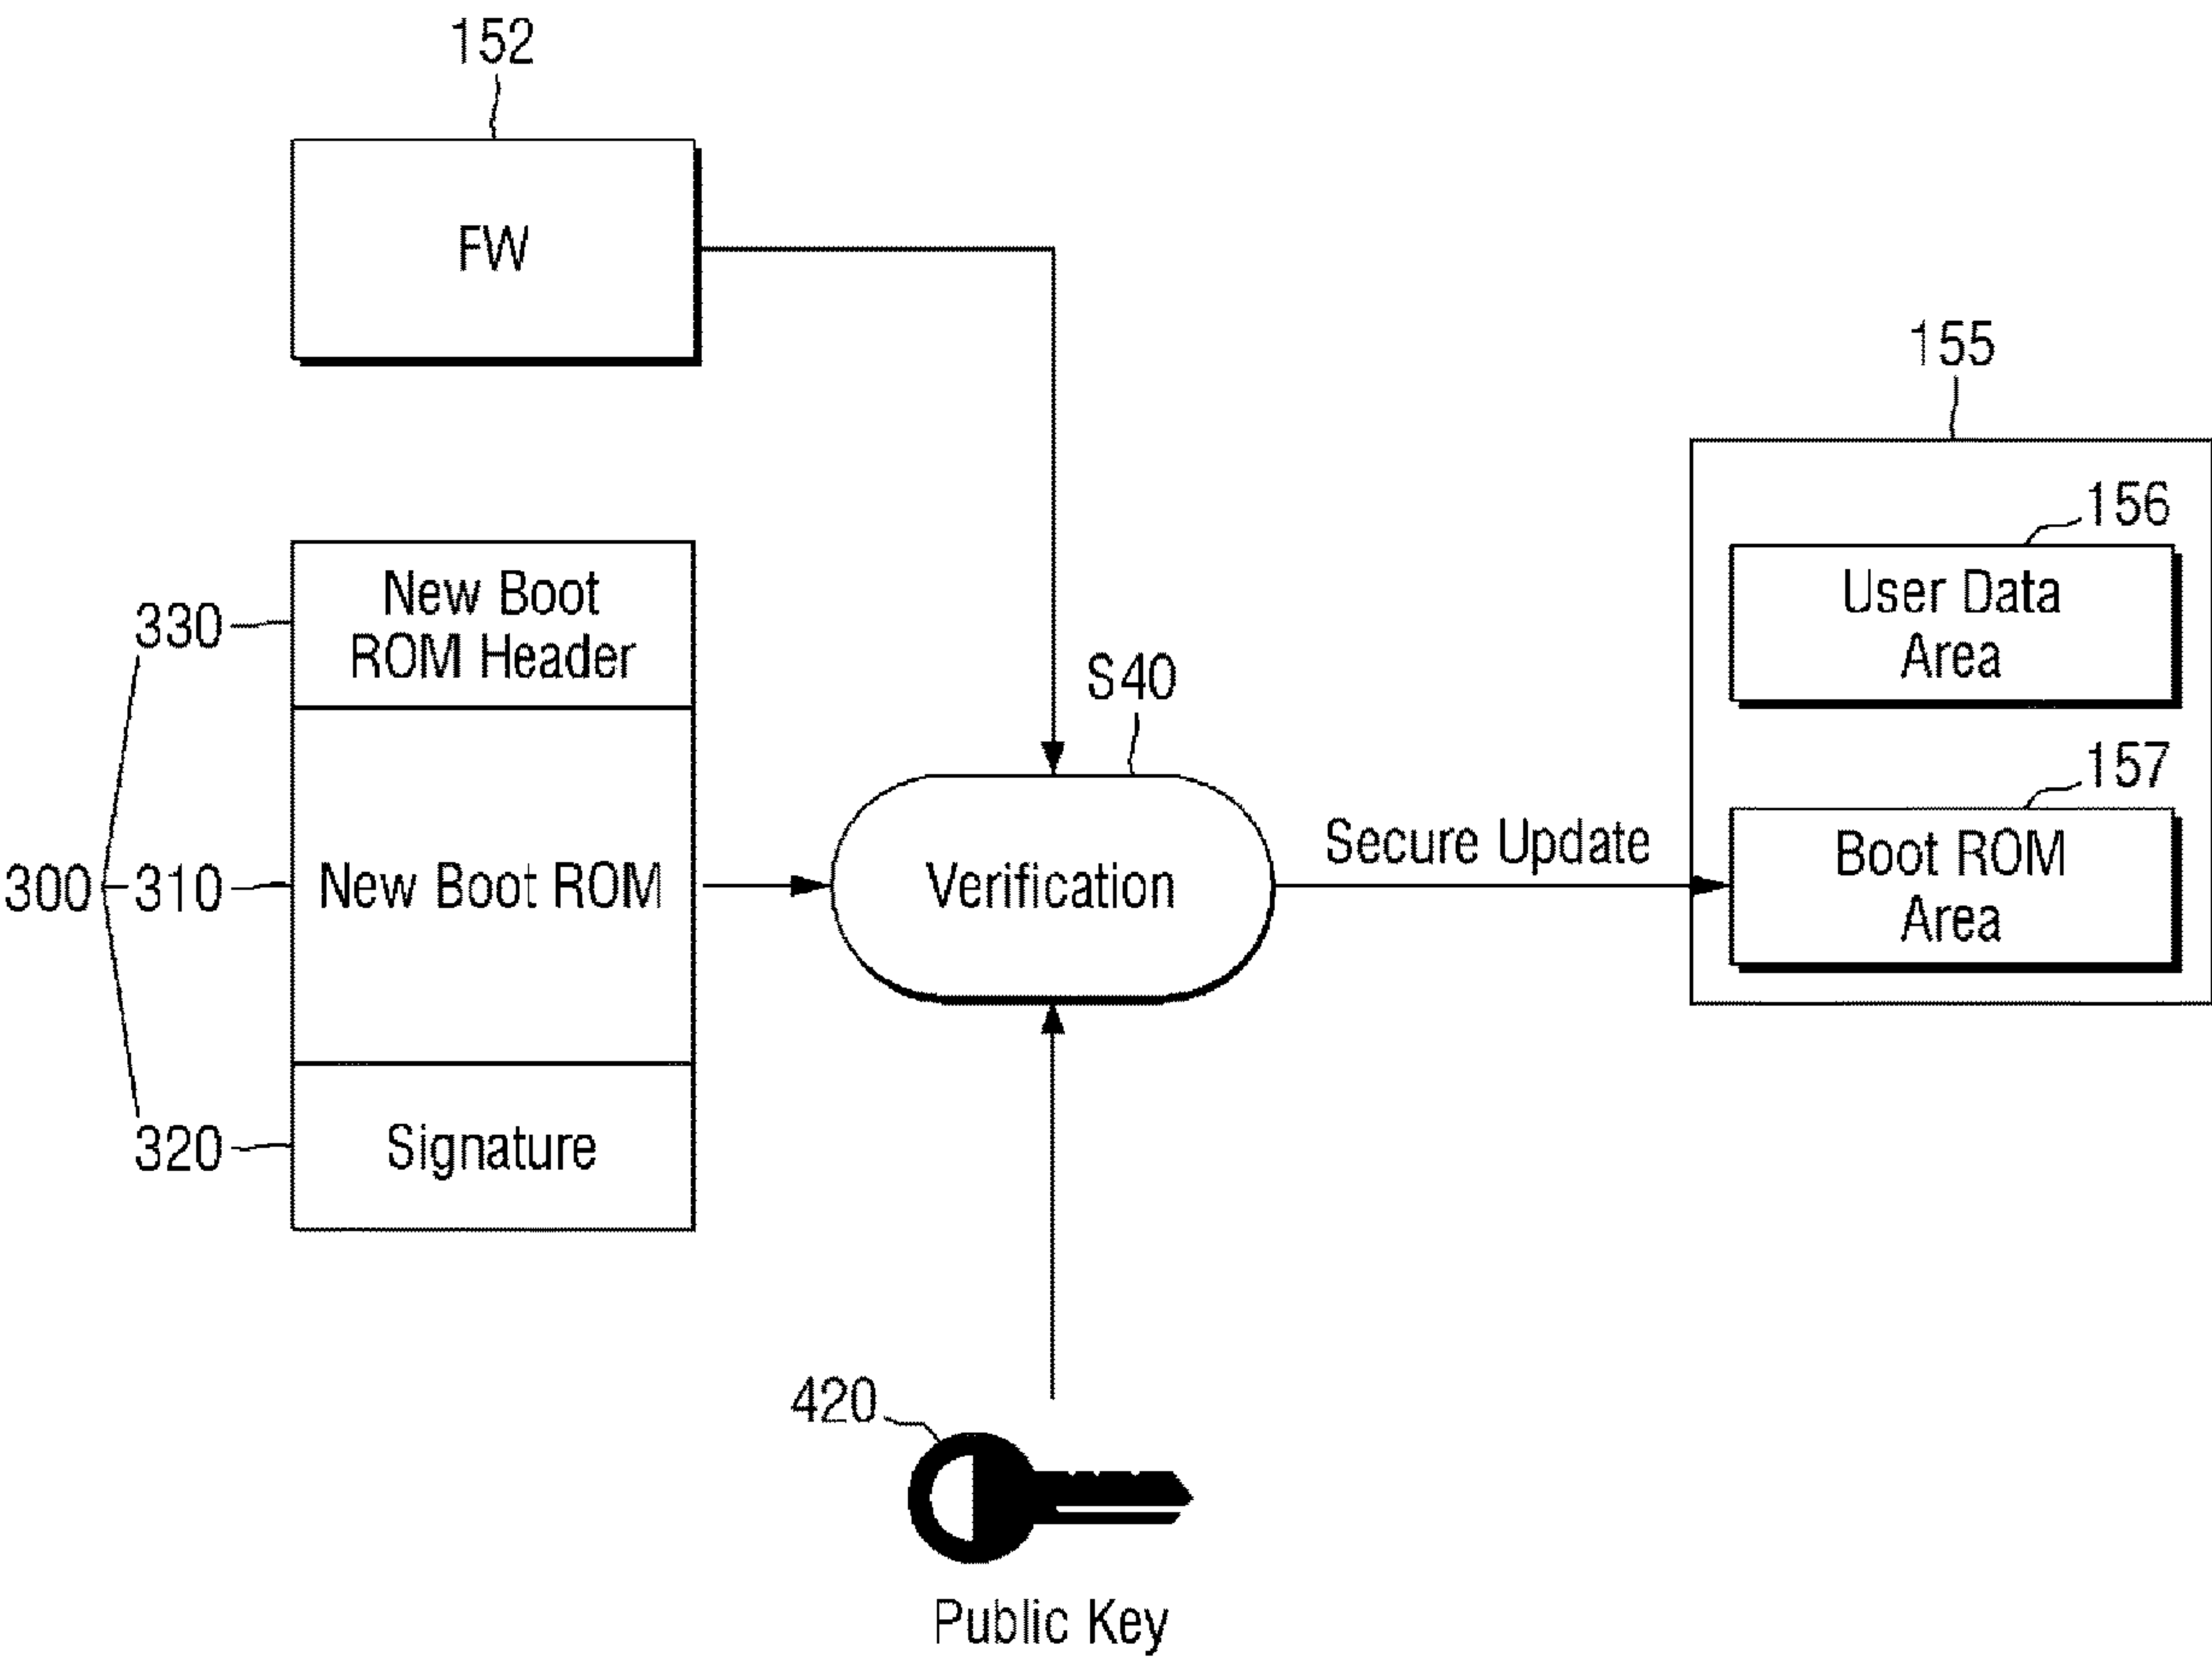 152
FW
155
156
User Data
Area
330
New Boot
ROM Header
S40
157
300
310
New Boot ROM
Verification
Secure Update
Boot ROM
Area
320
Signature
420
Public Key